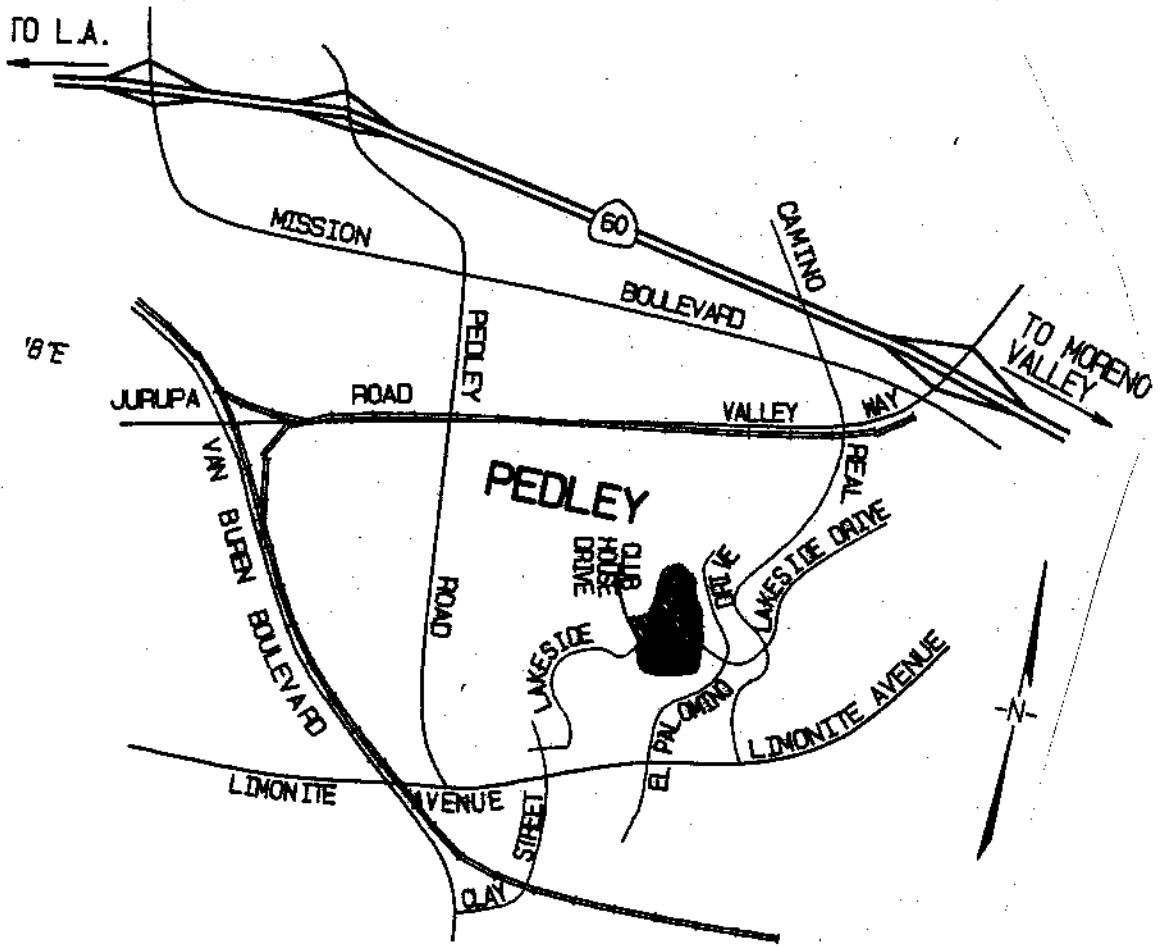 TO L.A.
60
MISSION
BOULEVARD
CAMINO
REAL
TO MORENO
VALLEY
'8"E
PEDLEY
ROAD
JURUPA
ROAD
VALLEY
WAY
VAN BUREN BOULEVARD
PEDLEY
CLUB
HOUSE
DRIVE
DRIVE
LAKESIDE DRIVE
LAKESIDE
EL PALOMINO
LIMONITE AVENUE
LIMONITE
AVENUE
STREET
CLAY
-N-